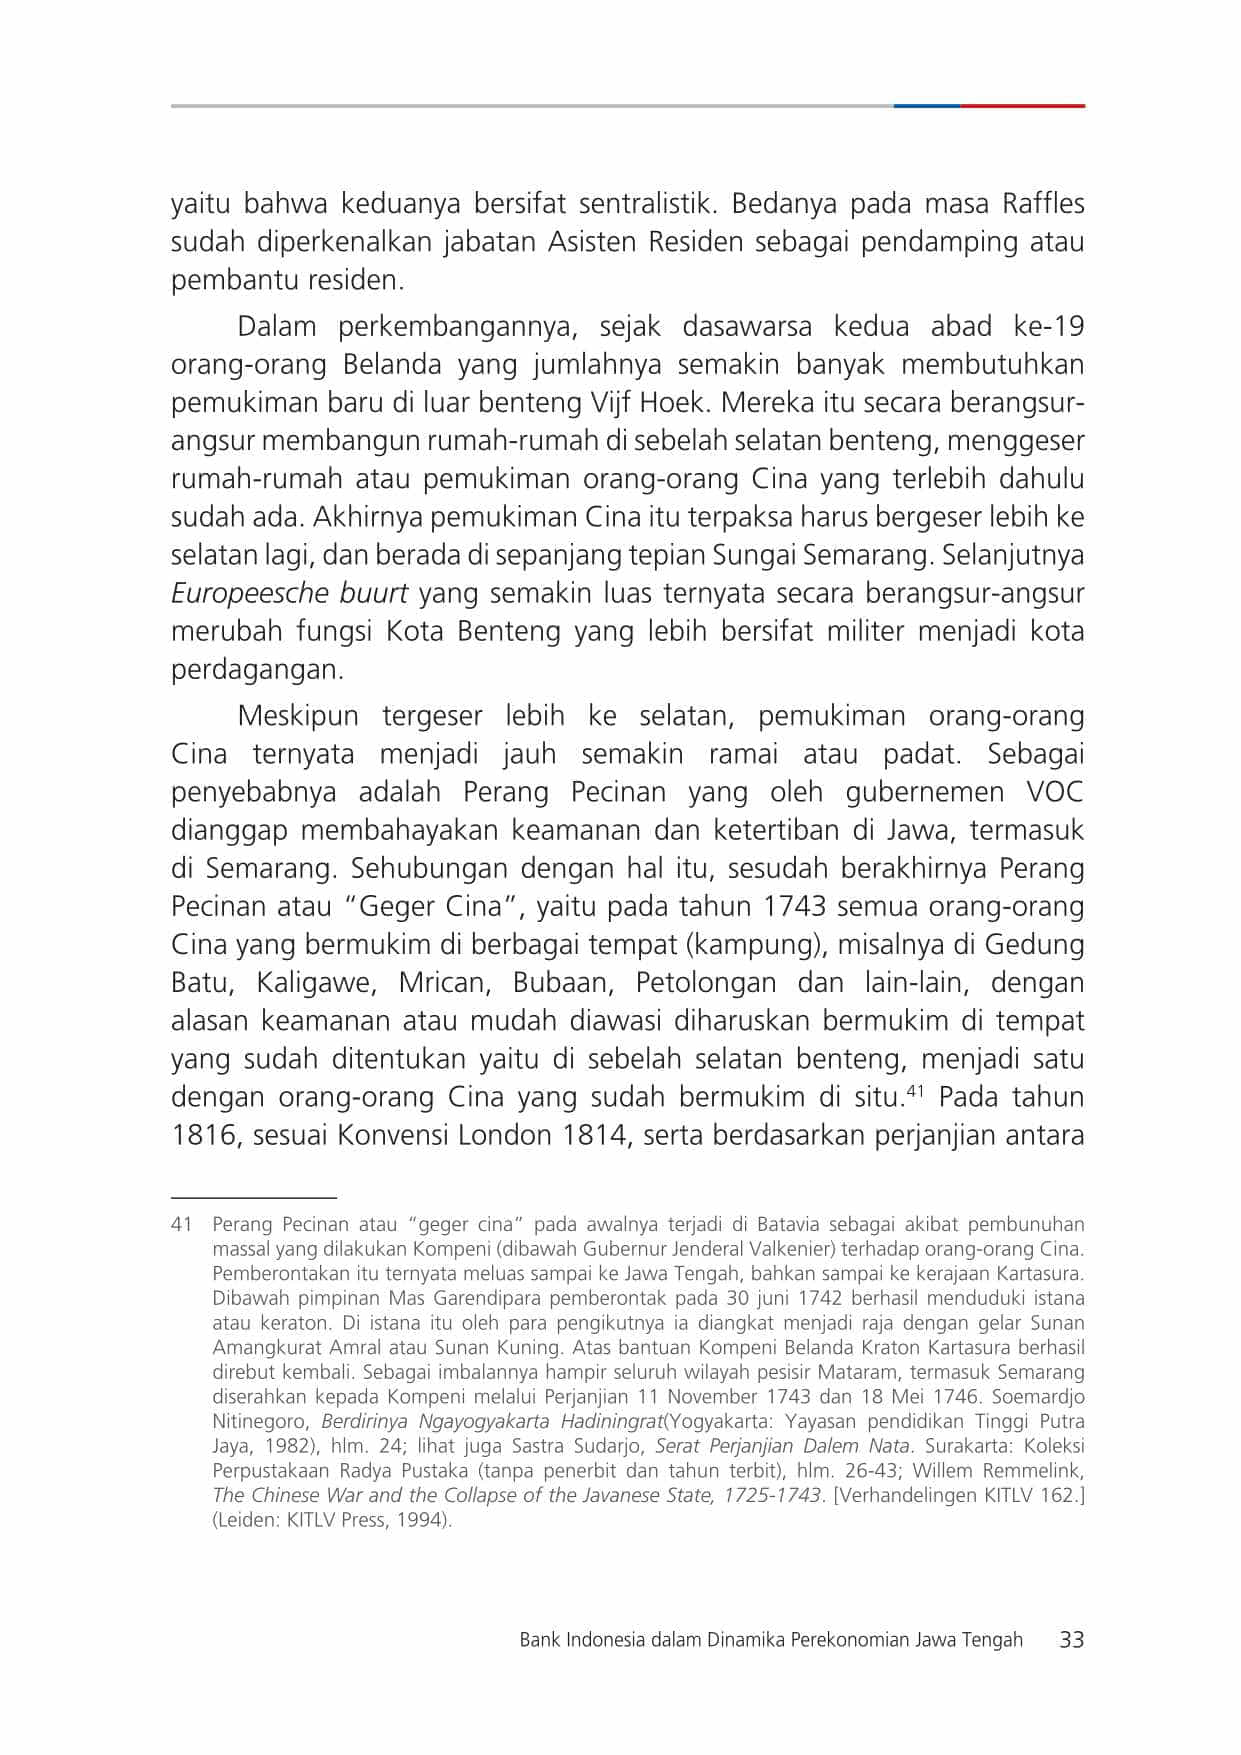 yaitu bahwa keduanya bersifat sentralistik. Bedanya pada masa Raffles
sudah diperkenalkan jabatan Asisten Residen sebagai pendamping atau
pembantu residen.
Dalam perkembangannya, sejak dasawarsa kedua abad ke-19
orang-orang Belanda yang jumlahnya semakin banyak membutuhkan
pemukiman baru di luar benteng Vijf Hoek. Mereka itu secara berangsur-
angsur membangun rumah-rumah di sebelah selatan benteng, menggeser
rumah-rumah atau pemukiman orang-orang Cina yang terlebih dahulu
sudah ada. Akhirnya pemukiman Cina itu terpaksa harus bergeser lebih ke
selatan lagi, dan berada di sepanjang tepian Sungai Semarang. Selanjutnya
Europeesche buurt yang semakin luas ternyata secara berangsur-angsur
merubah fungsi Kota Benteng yang lebih bersifat militer menjadi kota
perdagangan.
Meskipun tergeser lebih ke selatan, pemukiman orang-orang
Cina ternyata menjadi jauh semakin ramai atau padat. Sebagai
penyebabnya adalah Perang Pecinan yang oleh gubernemen VOC
dianggap membahayakan keamanan dan ketertiban di Jawa, termasuk
di Semarang. Sehubungan dengan hal itu, sesudah berakhirnya Perang
Pecinan atau “Geger Cina”, yaitu pada tahun 1743 semua orang-orang
Cina yang bermukim di berbagai tempat (kampung), misalnya di Gedung
Batu, Kaligawe, Mrican, Bubaan, Petolongan dan lain-lain, dengan
alasan keamanan atau mudah diawasi diharuskan bermukim di tempat
yang sudah ditentukan yaitu di sebelah selatan benteng, menjadi satu
dengan orang-orang Cina yang sudah bermukim di situ.41 Pada tahun
1816, sesuai Konvensi London 1814, serta berdasarkan perjanjian antara
41 Perang Pecinan atau “geger cina” pada awalnya terjadi di Batavia sebagai akibat pembunuhan
massal yang dilakukan Kompeni (dibawah Gubernur Jenderal Valkenier) terhadap orang-orang Cina.
Pemberontakan itu ternyata meluas sampai ke Jawa Tengah, bahkan sampai ke kerajaan Kartasura.
Dibawah pimpinan Mas Garendipara pemberontak pada 30 juni 1742 berhasil menduduki istana
atau keraton. Di istana itu oleh para pengikutnya ia diangkat menjadi raja dengan gelar Sunan
Amangkurat Amral atau Sunan Kuning. Atas bantuan Kompeni Belanda Kraton Kartasura berhasil
direbut kembali. Sebagai imbalannya hampir seluruh wilayah pesisir Mataram, termasuk Semarang
diserahkan kepada Kompeni melalui Perjanjian 11 November 1743 dan 18 Mei 1746. Soemardjo
Nitinegoro, Berdirinya Ngayogyakarta Hadiningrat(Yogyakarta: Yayasan pendidikan Tinggi Putra
Jaya, 1982), hlm. 24; lihat juga Sastra Sudarjo, Serat Perjanjian Dalem Nata. Surakarta: Koleksi
Perpustakaan Radya Pustaka (tanpa penerbit dan tahun terbit), hlm. 26-43; Willem Remmelink,
The Chinese War and the Collapse of the Javanese State, 1725-1743. [Verhandelingen KITLV 162.]
(Leiden: KITLV Press, 1994).
Bank Indonesia dalam Dinamika Perekonomian Jawa Tengah 33